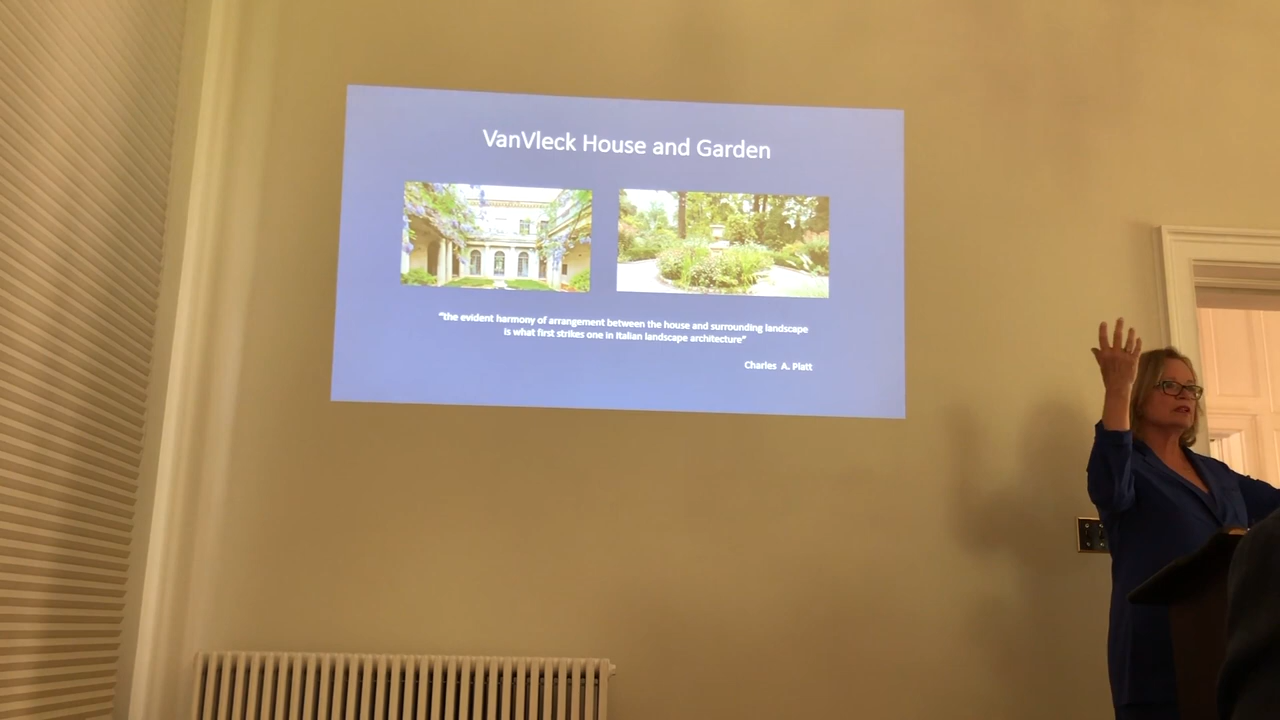 VanVleck House and Garden
“the evident harmony of arrangement between the house and surrounding landscape
is what first strikes one in Italian landscape architecture”
Charles A. Platt